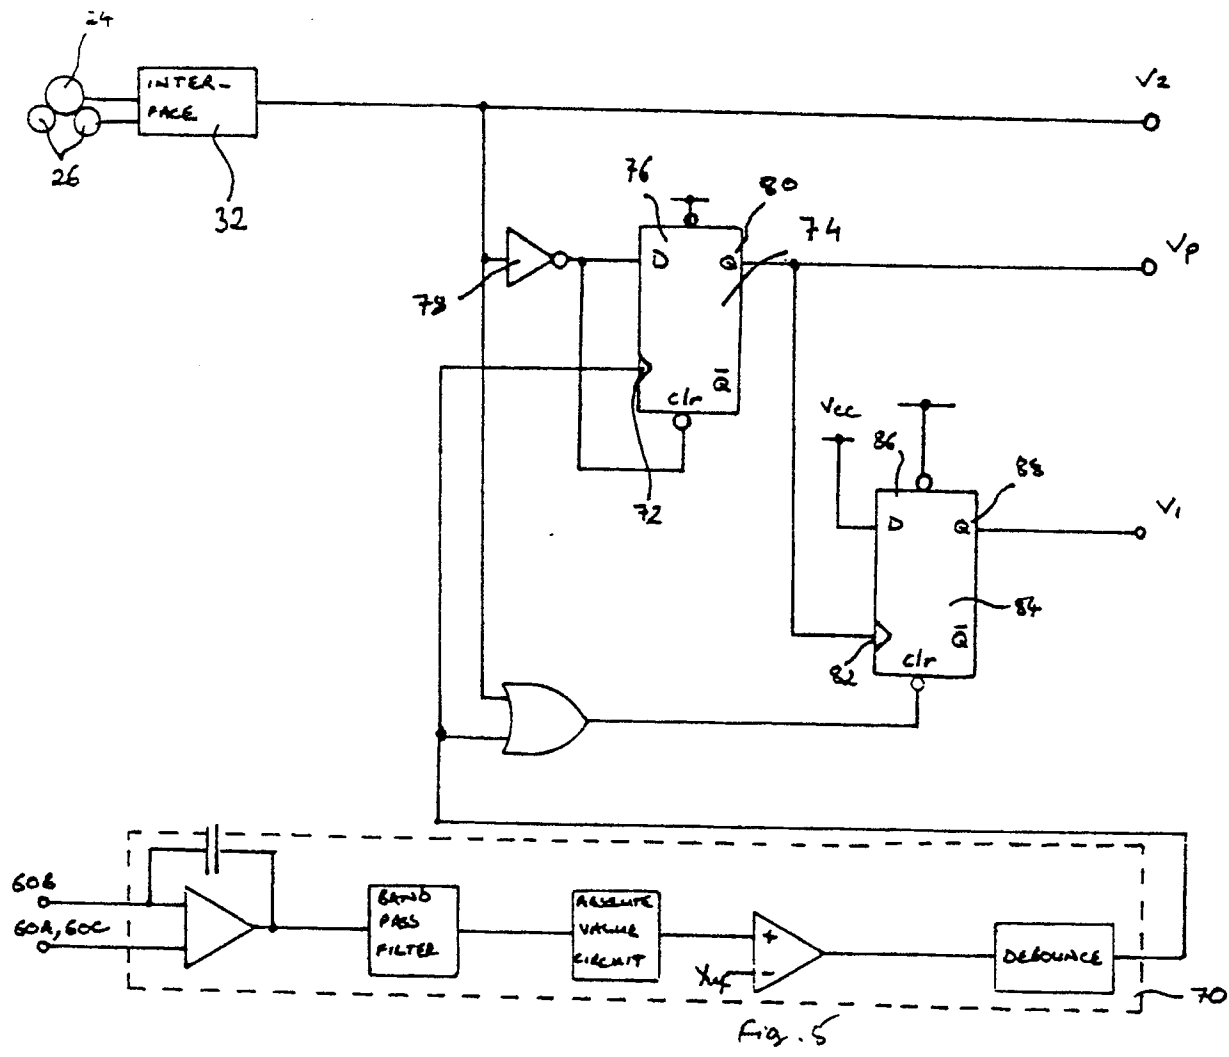 24
INTER-
FACE
26
32
V2
76
80
74
D
Q
Vp
78
Q̅
clr
72
Vcc
86
88
D
Q
V1
84
Q̅
82
clr
60B
60A, 60C
BAND
PASS
FILTER
ABSOLUTE
VALUE
CIRCUIT
+
-
Vref
DEBOUNCE
70
Fig. 5